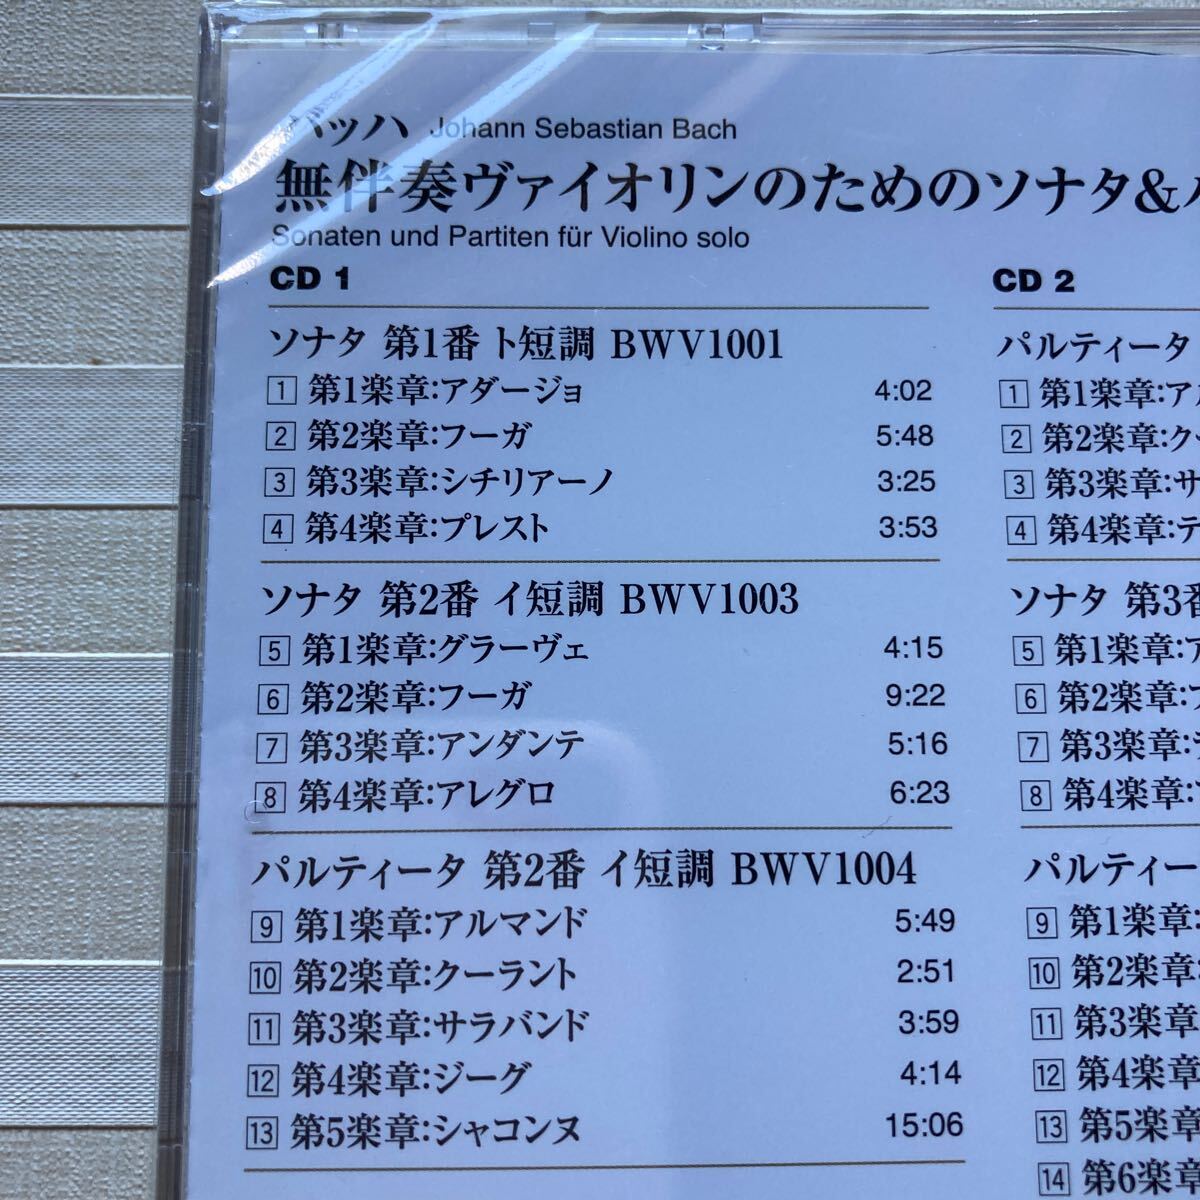 バッハ Johann Sebastian Bach
無伴奏ヴァイオリンのためのソナタ&
Sonaten und Partiten für Violino solo
CD 1
ソナタ 第1番 ト短調 BWV1001
1 第1楽章:アダージョ 4:02
2 第2楽章:フーガ 5:48
3 第3楽章:シチリアーノ 3:25
4 第4楽章:プレスト 3:53
ソナタ 第2番 イ短調 BWV1003
5 第1楽章:グラーヴェ 4:15
6 第2楽章:フーガ 9:22
7 第3楽章:アンダンテ 5:16
8 第4楽章:アレグロ 6:23
パルティータ 第2番 イ短調 BWV1004
9 第1楽章:アルマンド 5:49
10 第2楽章:クーラント 2:51
11 第3楽章:サラバンド 3:59
12 第4楽章:ジーグ 4:14
13 第5楽章:シャコンヌ 15:06
CD 2
パルティータ
1 第1楽章:ア
2 第2楽章:ク
3 第3楽章:サ
4 第4楽章:テ
ソナタ 第3番
5 第1楽章:ア
6 第2楽章:
7 第3楽章:
8 第4楽章:
パルティー
9 第1楽章:
10 第2楽章:
11 第3楽章
12 第4楽章
13 第5楽章
14 第6楽章